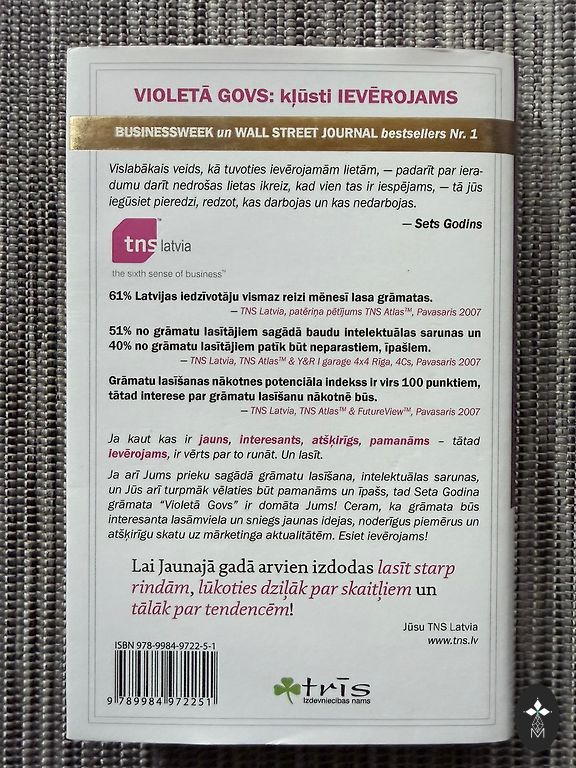 VIOLETĀ GOVS: kļūsti IEVĒROJAMS
BUSINESSWEEK un WALL STREET JOURNAL bestsellers Nr. 1
Vislabākais veids, kā tuvoties ievērojamām lietām, — padarīt par iera-
dumu darīt nedrošas lietas ikreiz, kad vien tas ir iespējams, — tā jūs
iegūsiet pieredzi, redzot, kas darbojas un kas nedarbojas.
— Sets Godins
tns latvia
the sixth sense of business™
61% Latvijas iedzīvotāju vismaz reizi mēnesī lasa grāmatas.
— TNS Latvia, patēriņa pētījums TNS Atlas™, Pavasaris 2007
51% no grāmatu lasītājiem sagādā baudu intelektuālas sarunas un
40% no grāmatu lasītājiem patīk būt neparastiem, īpašiem.
— TNS Latvia, TNS Atlas™ & Y&R I garage 4x4 Rīga, 4Cs, Pavasaris 2007
Grāmatu lasīšanas nākotnes potenciāla indekss ir virs 100 punktiem,
tātad interese par grāmatu lasīšanu nākotnē būs.
— TNS Latvia, TNS Atlas™ & FutureView™, Pavasaris 2007
Ja kaut kas ir jauns, interesants, atšķirīgs, pamanāms – tātad
ievērojams, ir vērts par to runāt. Un lasīt.
Ja arī Jums prieku sagādā grāmatu lasīšana, intelektuālas sarunas,
un Jūs arī turpmāk vēlaties būt pamanāms un īpašs, tad Seta Godina
grāmata “Violetā Govs” ir domāta Jums! Ceram, ka grāmata būs
interesanta lasāmviela un sniegs jaunas idejas, noderīgus piemērus un
atšķirīgu skatu uz mārketinga aktualitātēm. Esiet ievērojams!
Lai Jaunajā gadā arvien izdodas lasīt starp
rindām, lūkoties dziļāk par skaitļiem un
tālāk par tendencēm!
Jūsu TNS Latvia
www.tns.lv
ISBN 978-9984-9722-5-1
9 789984 972251
trīs
Izdevniecības nams
M